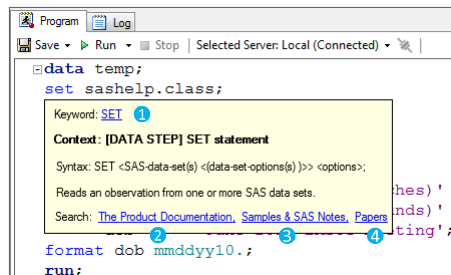 Program Log
Save Run Stop Selected Server: Local (Connected)
data temp;
set sashelp.class;
Keyword: SET 1
Context: [DATA STEP] SET statement
Syntax: SET <SAS-data-set(s) <(data-set-options(s) )>> <options>;
Reads an observation from one or more SAS data sets.
hes)'
Search: The Product Documentation, Samples & SAS Notes, Papers
nds)'
2 3 4
ting';
format dob mmddyy10.;
run;